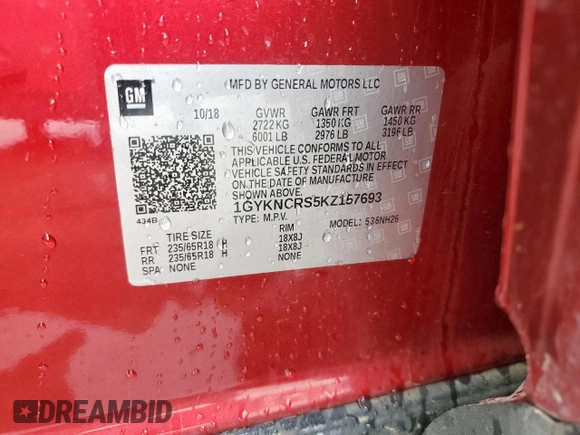 GM
MFD BY GENERAL MOTORS LLC
10/18 GVWR GAWR FRT GAWR RR
2722 KG 1350 KG 1450 KG
6001 LB 2976 LB 3196 LB
THIS VEHICLE CONFORMS TO ALL
APPLICABLE U.S. FEDERAL MOTOR
VEHICLE SAFETY STANDARDS IN EFFECT
ON THE DATE OF MANUFACTURE SHOWN ABOVE.
1GYKNCRS5KZ157693
434B TYPE: M.P.V. MODEL: 536NH26
TIRE SIZE RIM
FRT 235/65R18 H 18X8J
RR 235/65R18 H 18X8J
SPA NONE NONE
DREAMBID